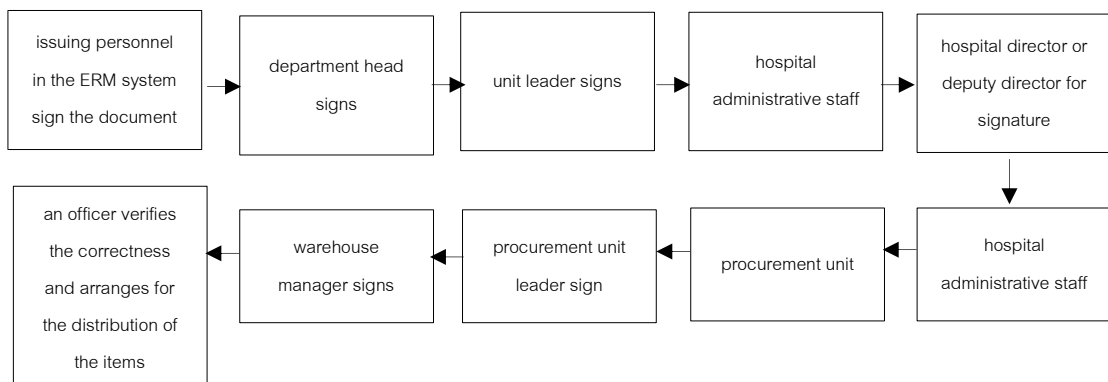 issuing personnel
in the ERM system
sign the document
department head
signs
unit leader signs
hospital
administrative staff
hospital director or
deputy director for
signature
hospital
administrative staff
procurement unit
procurement unit
leader sign
warehouse
manager signs
an officer verifies
the correctness
and arranges for
the distribution of
the items